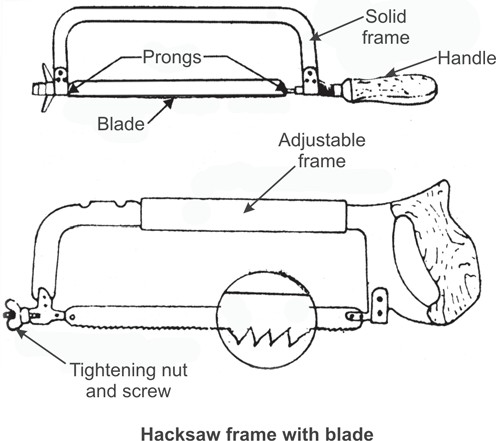 Solid
frame
Prongs
Handle
Blade
Adjustable
frame
Tightening nut
and screw
Hacksaw frame with blade